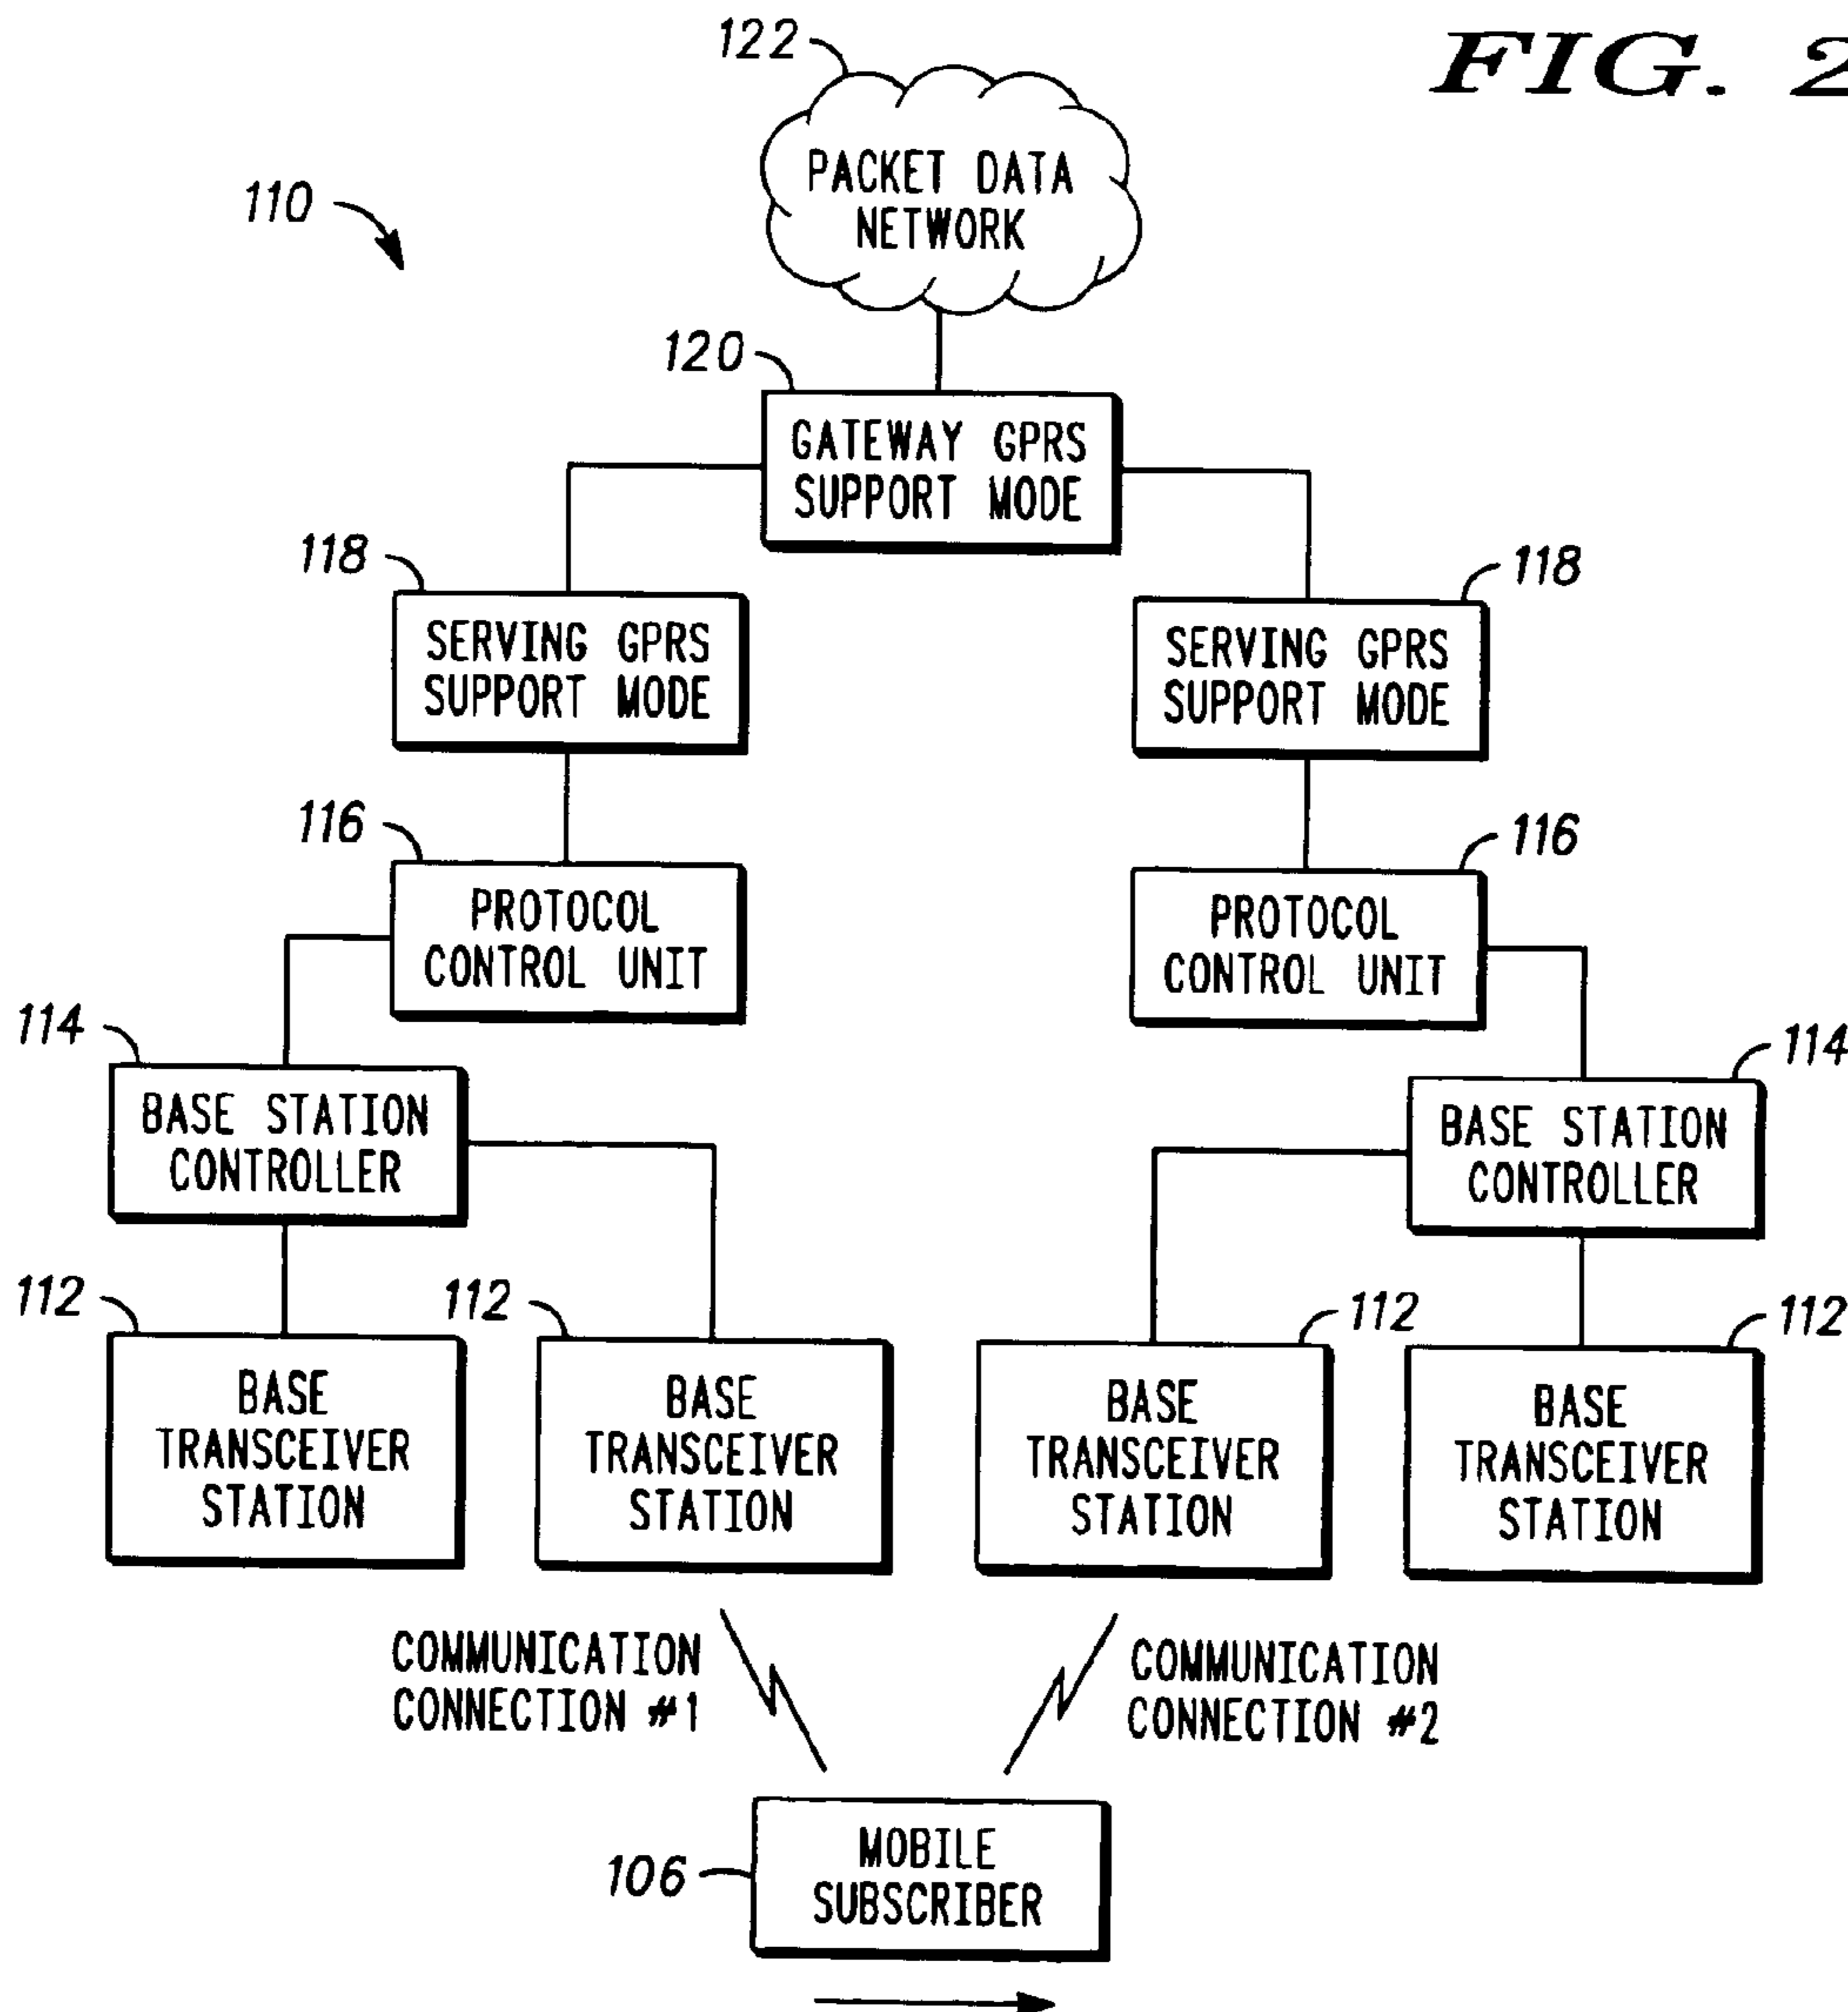 122
FIG. 2
PACKET DATA
NETWORK
110
120
GATEWAY GPRS
SUPPORT MODE
118
118
SERVING GPRS
SUPPORT MODE
SERVING GPRS
SUPPORT MODE
116
116
PROTOCOL
CONTROL UNIT
PROTOCOL
CONTROL UNIT
114
114
BASE STATION
CONTROLLER
BASE STATION
CONTROLLER
112
112
112
112
BASE
TRANSCEIVER
STATION
BASE
TRANSCEIVER
STATION
BASE
TRANSCEIVER
STATION
BASE
TRANSCEIVER
STATION
COMMUNICATION
CONNECTION #1
COMMUNICATION
CONNECTION #2
106
MOBILE
SUBSCRIBER